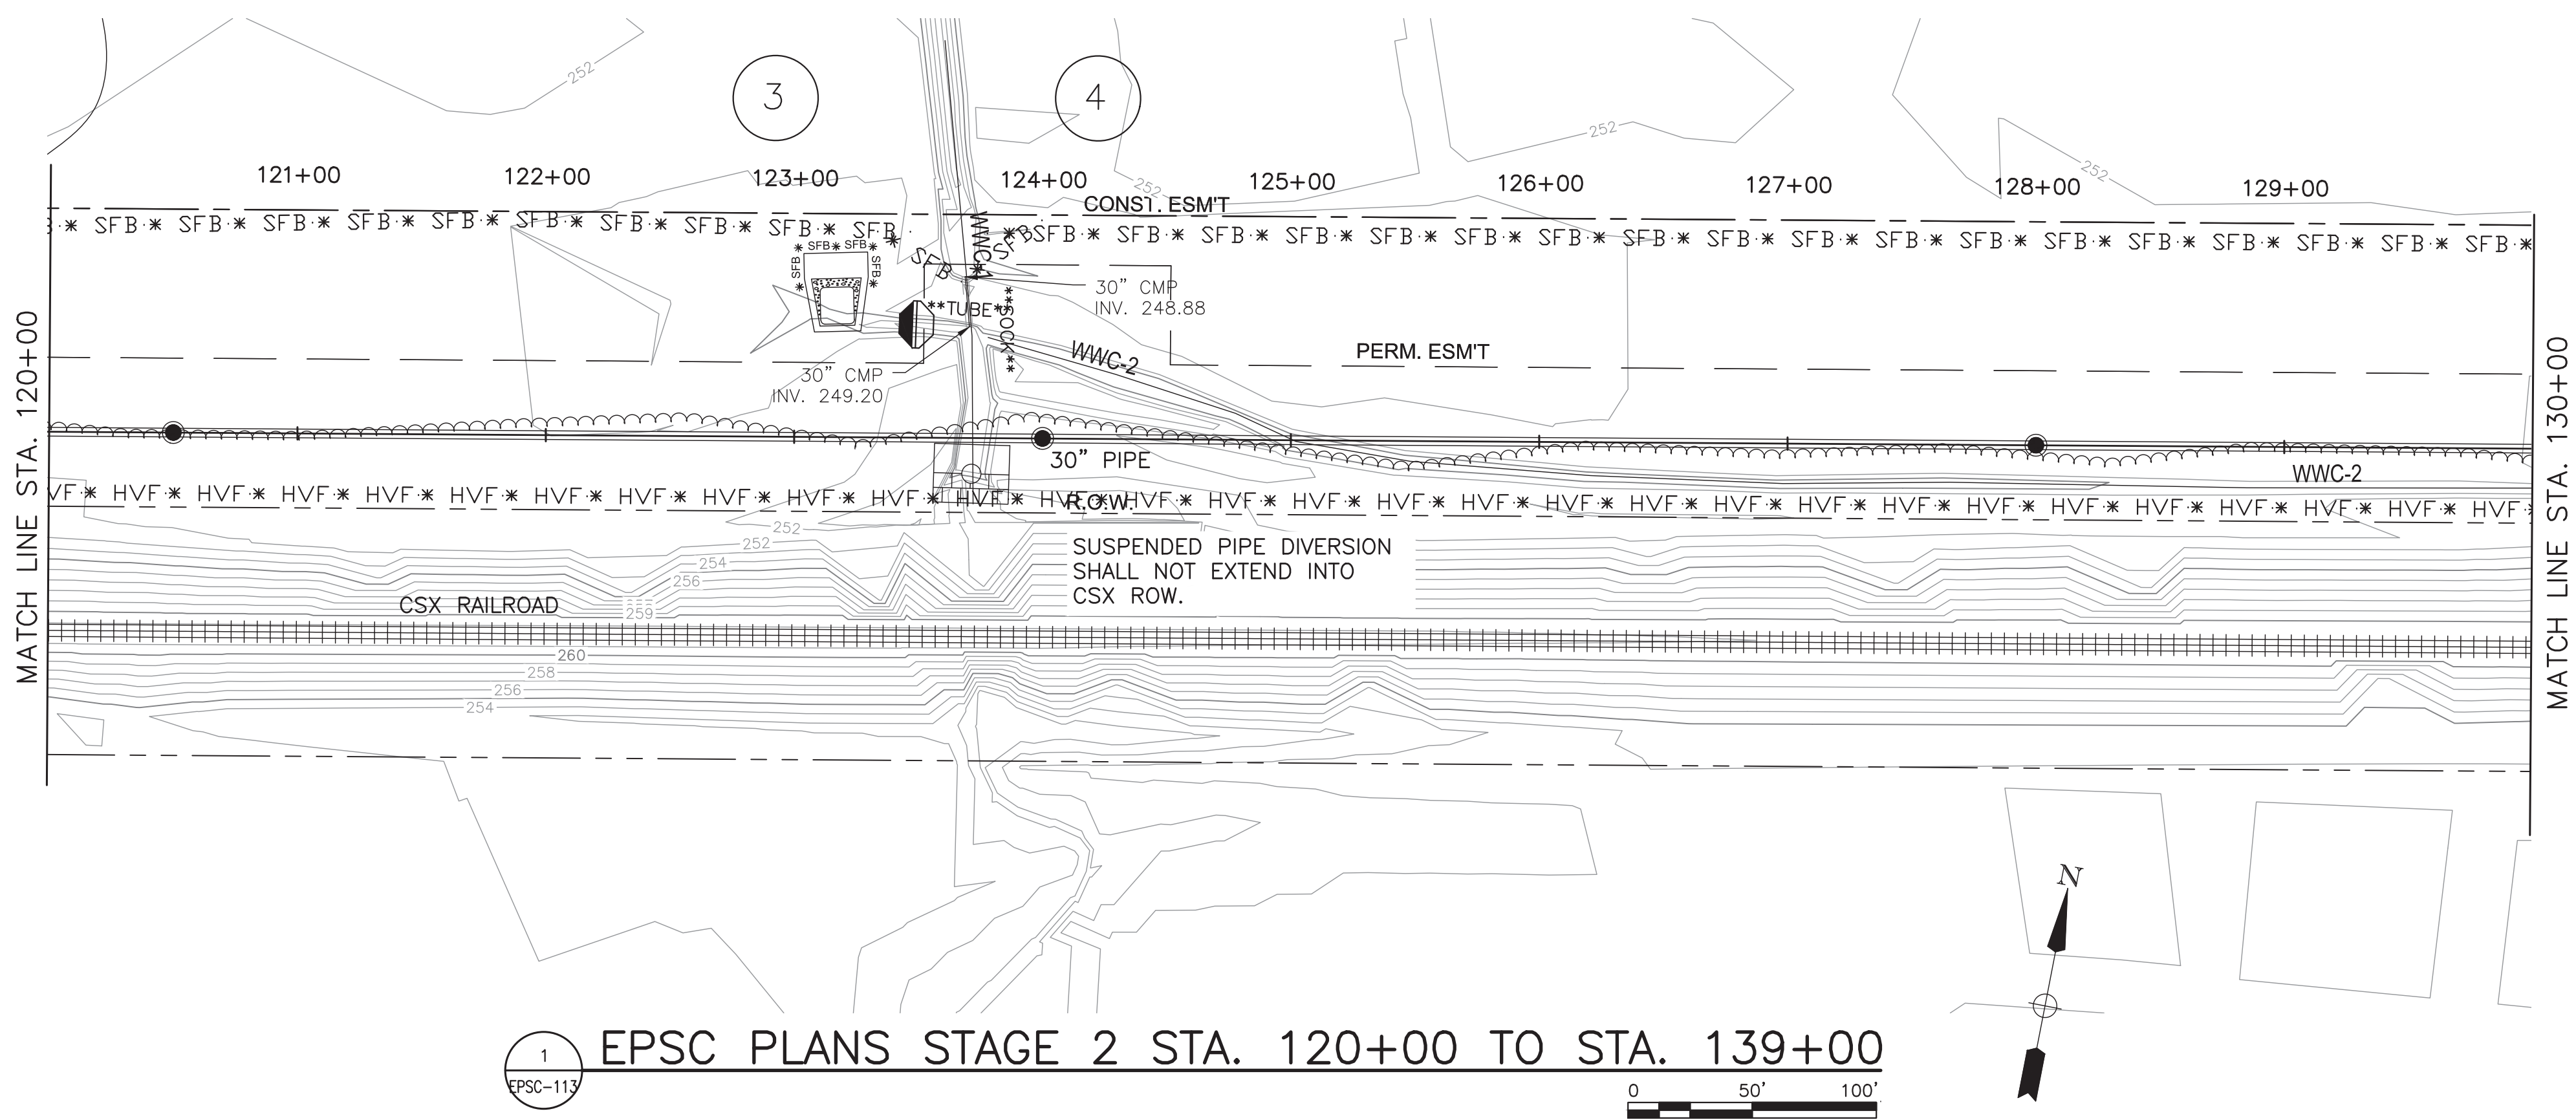 252
3
4
252
252
252
121+00
122+00
123+00
124+00
125+00
126+00
127+00
128+00
129+00
CONST. ESM'T
SFB SFB SFB SFB SFB SFB SFB SFB SFB SFB
SFB SFB SFB SFB SFB SFB SFB SFB SFB SFB SFB SFB SFB SFB SFB SFB SFB SFB
SFB SFB
SFB
SFB
SFB
SFB
WWC-1
30" CMP
INV. 248.88
**TUBE*
***SOCK**
WWC-2
PERM. ESM'T
30" CMP
INV. 249.20
MATCH LINE STA. 120+00
MATCH LINE STA. 130+00
30" PIPE
WWC-2
VF HVF HVF HVF HVF HVF HVF HVF HVF HVF HVF HVF HVF HVF HVF HVF HVF HVF HVF HVF HVF HVF HVF HVF HVF HVF HVF HVF HVF HVF
R.O.W.
252
252
254
256
259
SUSPENDED PIPE DIVERSION
SHALL NOT EXTEND INTO
CSX ROW.
CSX RAILROAD
260
258
256
254
N
1
EPSC-113
EPSC PLANS STAGE 2 STA. 120+00 TO STA. 139+00
0 50' 100'